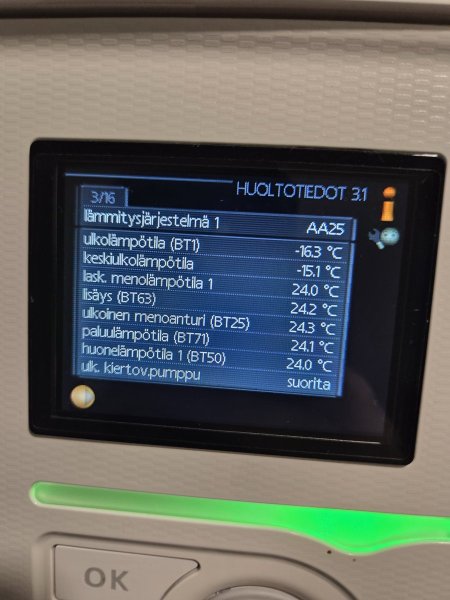 HUOLTOTIEDOT 3.1
3/16
lämmitysjärjestelmä 1 AA25
ulkolämpötila (BT1) -16.3 °C
keskiulkolämpötila -15.1 °C
lask. menolämpötila 1 24.0 °C
lisäys (BT63) 24.2 °C
ulkoinen menoanturi (BT25) 24.3 °C
paluulämpötila (BT71) 24.1 °C
huonelämpötila 1 (BT50) 24.0 °C
ulk. kiertov.pumppu suorita
OK